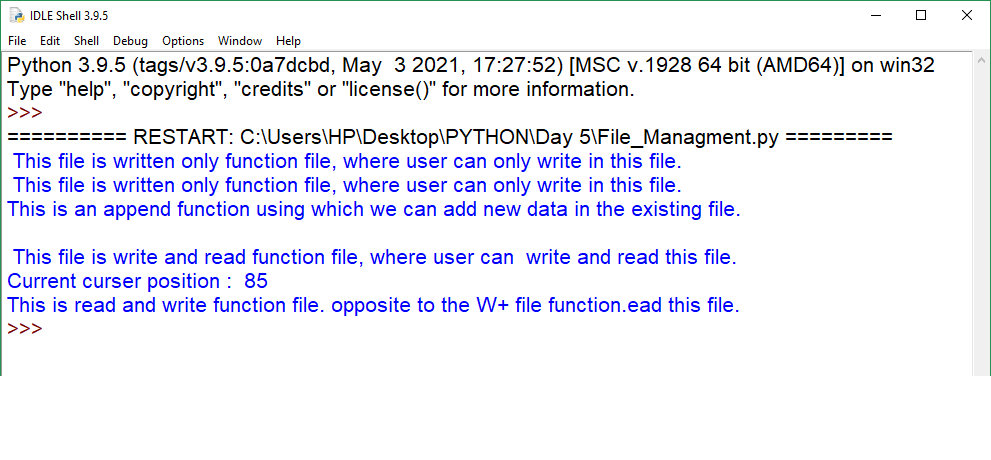 IDLE Shell 3.9.5
File Edit Shell Debug Options Window Help
Python 3.9.5 (tags/v3.9.5:0a7dcbd, May  3 2021, 17:27:52) [MSC v.1928 64 bit (AMD64)] on win32
Type "help", "copyright", "credits" or "license()" for more information.
>>>
========== RESTART: C:\Users\HP\Desktop\PYTHON\Day 5\File_Managment.py =========
 This file is written only function file, where user can only write in this file.
 This file is written only function file, where user can only write in this file.
This is an append function using which we can add new data in the existing file.

 This file is write and read function file, where user can  write and read this file.
Current curser position :  85
This is read and write function file. opposite to the W+ file function.ead this file.
>>>